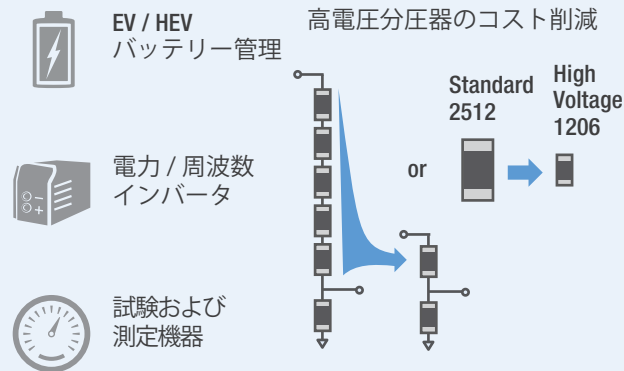 EV / HEV
バッテリー管理
電力 / 周波数
インバータ
試験および
測定機器
高電圧分圧器のコスト削減
or
Standard
2512
High
Voltage
1206